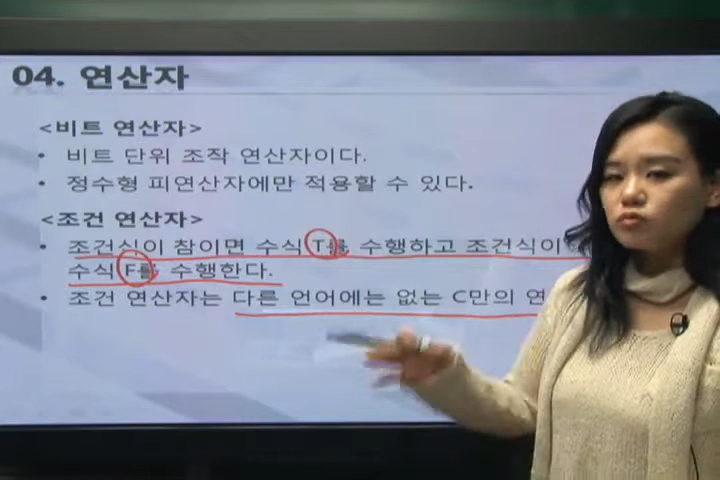 04. 연산자
<비트 연산자>
• 비트 단위 조작 연산자이다.
• 정수형 피연산자에만 적용할 수 있다.
<조건 연산자>
• 조건식이 참이면 수식 T를 수행하고 조건식이
수식 F를 수행한다.
• 조건 연산자는 다른 언어에는 없는 C만의 연